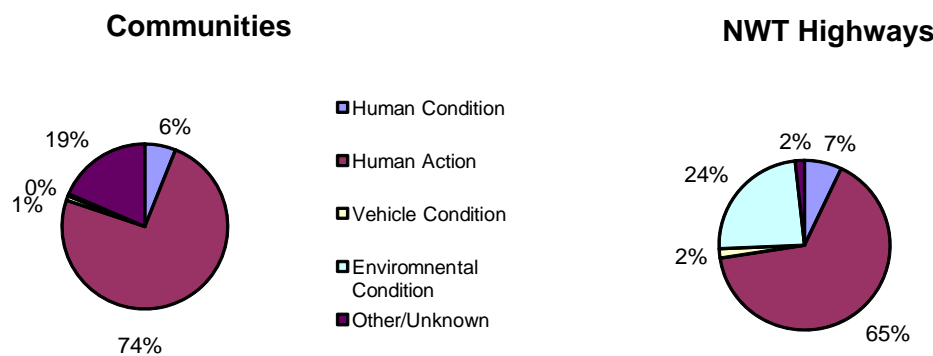 Communities
NWT Highways
19%
6%
0%
1%
74%
Human Condition
Human Action
Vehicle Condition
Enviromnental
Condition
Other/Unknown
2%
7%
24%
2%
65%